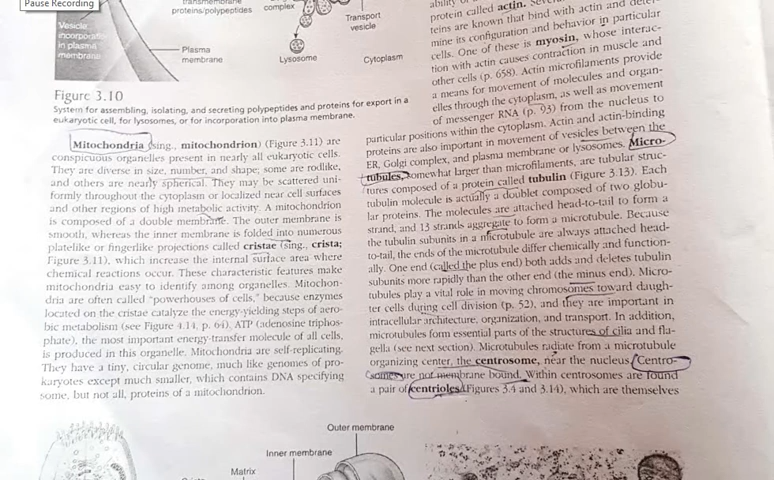 Pause Recording
transmembrane
proteins/polypeptides
complex
Transport
vesicle
Vesicle
incorporat
in plasma
membrane
Plasma
membrane
Lysosome
Cytoplasm
Figure 3.10
System for assembling, isolating, and secreting polypeptides and proteins for export in a
eukaryotic cell, for lysosomes, or for incorporation into plasma membrane.
Mitochondria (sing., mitochondrion) (Figure 3.11) are
conspicuous organelles present in nearly all eukaryotic cells.
They are diverse in size, number, and shape; some are rodlike,
and others are nearly spherical. They may be scattered uni-
formly throughout the cytoplasm or localized near cell surfaces
and other regions of high metabolic activity. A mitochondrion
is composed of a double membrane. The outer membrane is
smooth, whereas the inner membrane is folded into numerous
platelike or fingerlike projections called cristae (sing., crista;
Figure 3.11), which increase the internal surface area where
chemical reactions occur. These characteristic features make
mitochondria easy to identify among organelles. Mitochon-
dria are often called "powerhouses of cells," because enzymes
located on the cristae catalyze the energy-yielding steps of aero-
bic metabolism (see Figure 4.14, p. 64). ATP (adenosine triphos-
phate), the most important energy-transfer molecule of all cells,
is produced in this organelle. Mitochondria are self-replicating.
They have a tiny, circular genome, much like genomes of pro-
karyotes except much smaller, which contains DNA specifying
some, but not all, proteins of a mitochondrion.
protein called actin.
teins are known that bind with actin and deter-
mine its configuration and behavior in particular
cells. One of these is myosin, whose interac-
tion with actin causes contraction in muscle and
other cells (p. 658). Actin microfilaments provide
a means for movement of molecules and organ-
elles through the cytoplasm, as well as movement
of messenger RNA (p. 93) from the nucleus to
particular positions within the cytoplasm. Actin and actin-binding
proteins are also important in movement of vesicles between the
ER, Golgi complex, and plasma membrane or lysosomes. Micro-
tubules, somewhat larger than microfilaments, are tubular struc-
tures composed of a protein called tubulin (Figure 3.13). Each
tubulin molecule is actually a doublet composed of two globu-
lar proteins. The molecules are attached head-to-tail to form a
strand, and 13 strands aggregate to form a microtubule. Because
the tubulin subunits in a microtubule are always attached head-
to-tail, the ends of the microtubule differ chemically and function-
ally. One end (called the plus end) both adds and deletes tubulin
subunits more rapidly than the other end (the minus end). Micro-
tubules play a vital role in moving chromosomes toward daugh-
ter cells during cell division (p. 52), and they are important in
intracellular architecture, organization, and transport. In addition,
microtubules form essential parts of the structures of cilia and fla-
gella (see next section). Microtubules radiate from a microtubule
organizing center, the centrosome, near the nucleus. Centro-
somes are not membrane bound. Within centrosomes are found
a pair of centrioles (Figures 3.4 and 3.14), which are themselves
Outer membrane
Inner membrane
Matrix